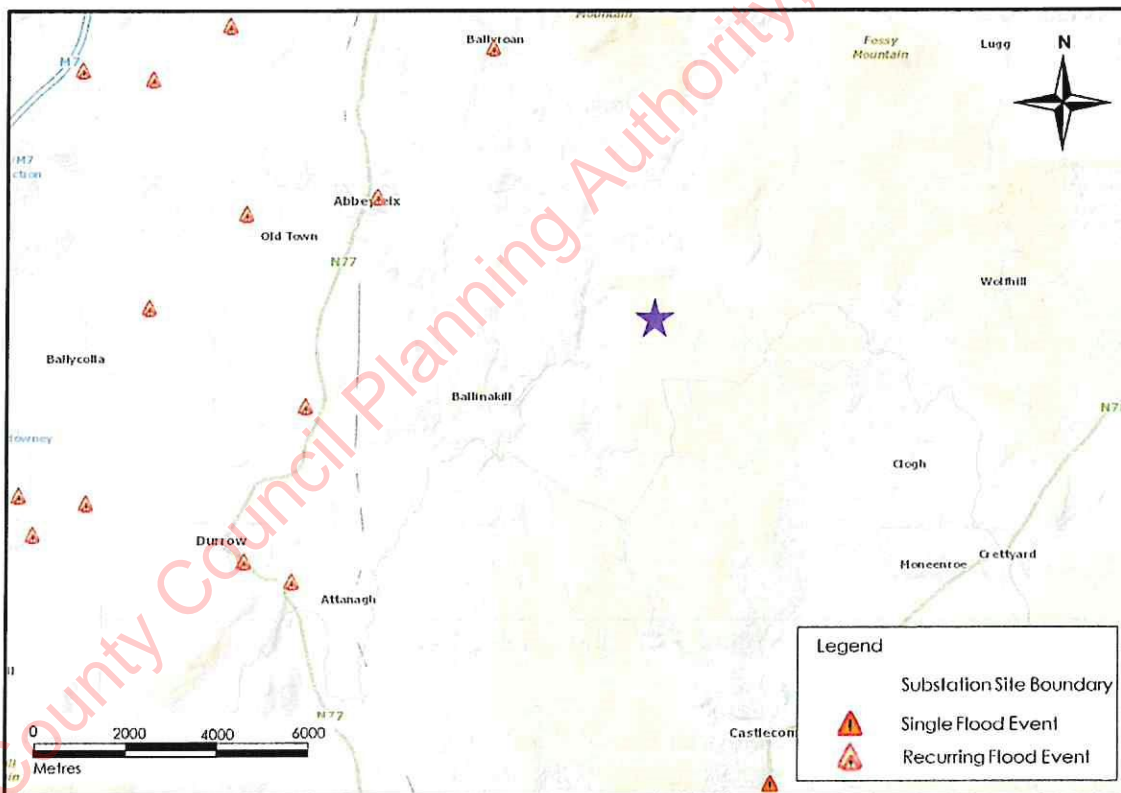 Mountain
Ballyroan
Fossy
Mountain
Lugg
N
M7
M7
ction
Abbeyleix
Old Town
N77
Wolfhill
Ballycolla
Ballinakill
Clogh
Durrow
Moneenroe
Crettyard
Attanagh
N77
0 2000 4000 6000
Metres
Legend
Substation Site Boundary
Single Flood Event
Recurring Flood Event
County Council Planning Authority,